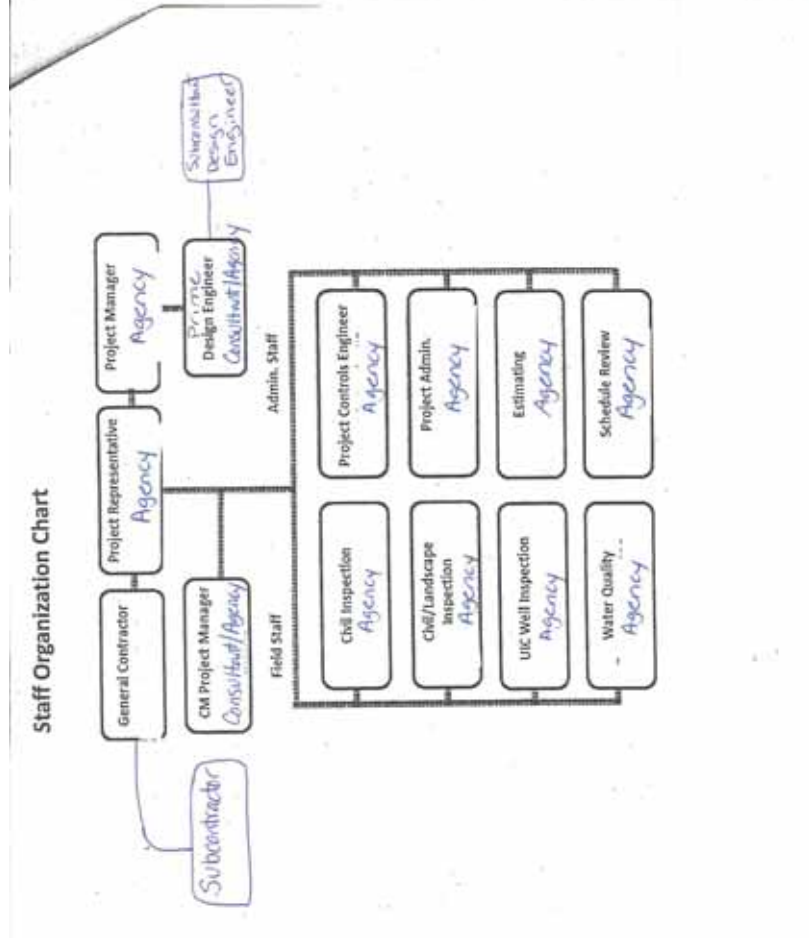 Staff Organization Chart
General Contractor
Project Representative
Agency
Project Manager
Agency
Subcontractor
CM Project Manager
Consultant/Agency
Prime
Design Engineer
Consultant/Agency
Subconsultant
Design
Engineer
Field Staff
Admin. Staff
Civil Inspection
Agency
Project Controls Engineer
Agency
Civil/Landscape
Inspection
Agency
Project Admin.
Agency
UIC Well Inspection
Agency
Estimating
Agency
Water Quality
Agency
Schedule Review
Agency